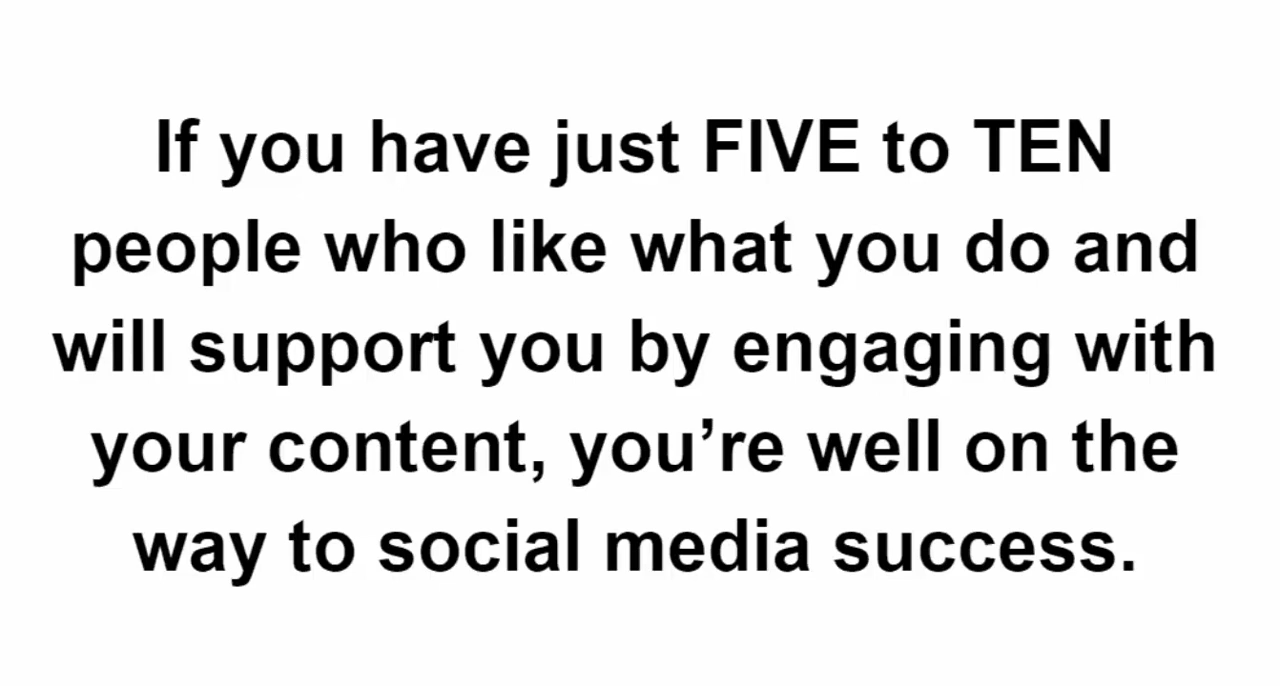 If you have just FIVE to TEN
people who like what you do and
will support you by engaging with
your content, you’re well on the
way to social media success.